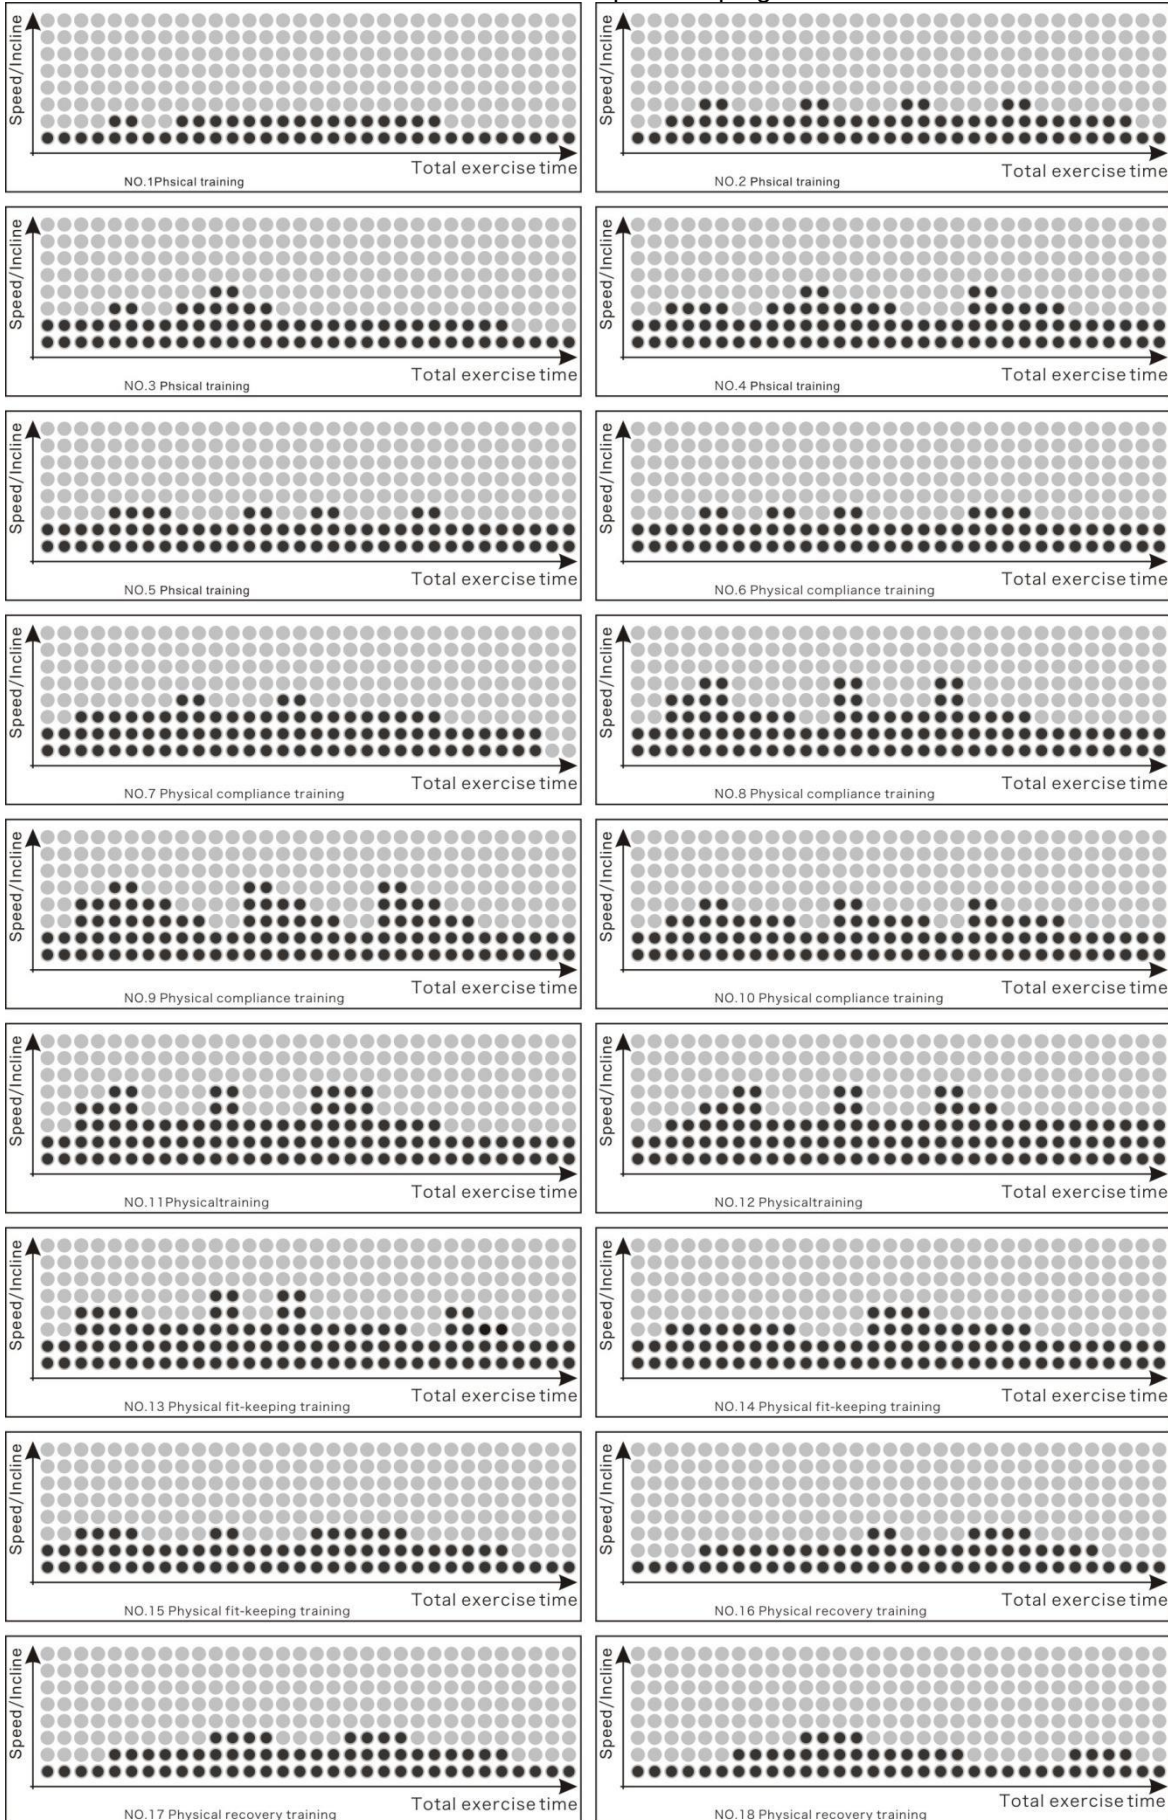 Speed/Incline Speed/Incline
Total exercise time Total exercise time
NO.1Phsical training NO.2 Phsical training
Speed/Incline Speed/Incline
Total exercise time Total exercise time
NO.3 Phsical training NO.4 Phsical training
Speed/Incline Speed/Incline
Total exercise time Total exercise time
NO.5 Phsical training NO.6 Physical compliance training
Speed/Incline Speed/Incline
Total exercise time Total exercise time
NO.7 Physical compliance training NO.8 Physical compliance training
Speed/Incline Speed/Incline
Total exercise time Total exercise time
NO.9 Physical compliance training NO.10 Physical compliance training
Speed/Incline Speed/Incline
Total exercise time Total exercise time
NO.11Physicaltraining NO.12 Physicaltraining
Speed/Incline Speed/Incline
Total exercise time Total exercise time
NO.13 Physical fit-keeping training NO.14 Physical fit-keeping training
Speed/Incline Speed/Incline
Total exercise time Total exercise time
NO.15 Physical fit-keeping training NO.16 Physical recovery training
Speed/Incline Speed/Incline
Total exercise time Total exercise time
NO.17 Physical recovery training NO.18 Physical recovery training